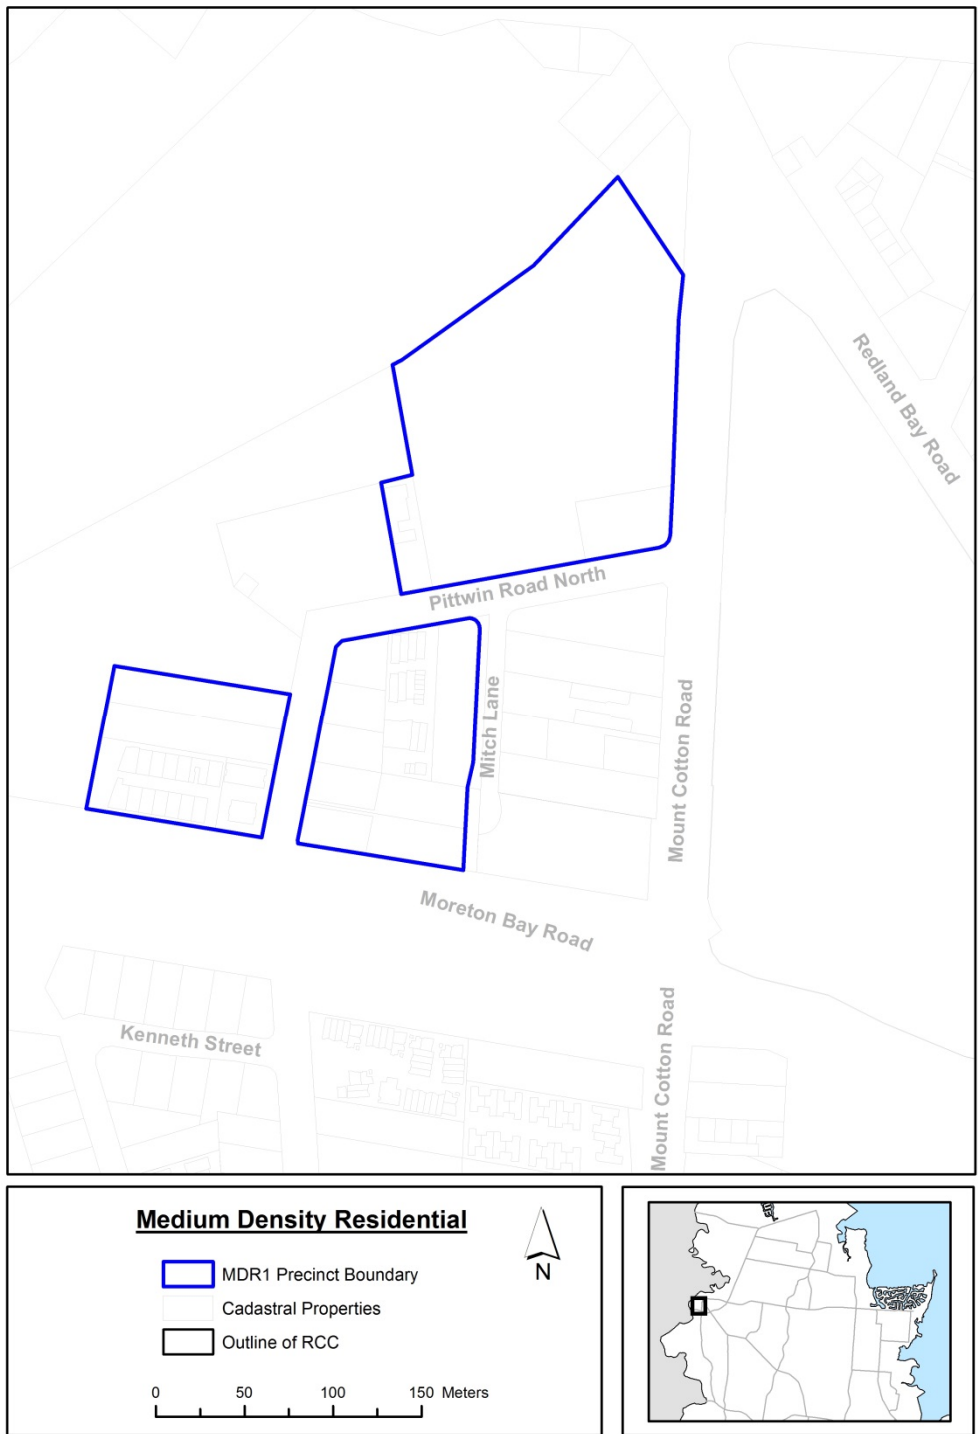 Redland Bay Road
Pittwin Road North
Mitch Lane
Mount Cotton Road
Moreton Bay Road
Kenneth Street
Mount Cotton Road
Medium Density Residential
MDR1 Precinct Boundary
Cadastral Properties
Outline of RCC
N
0 50 100 150 Meters